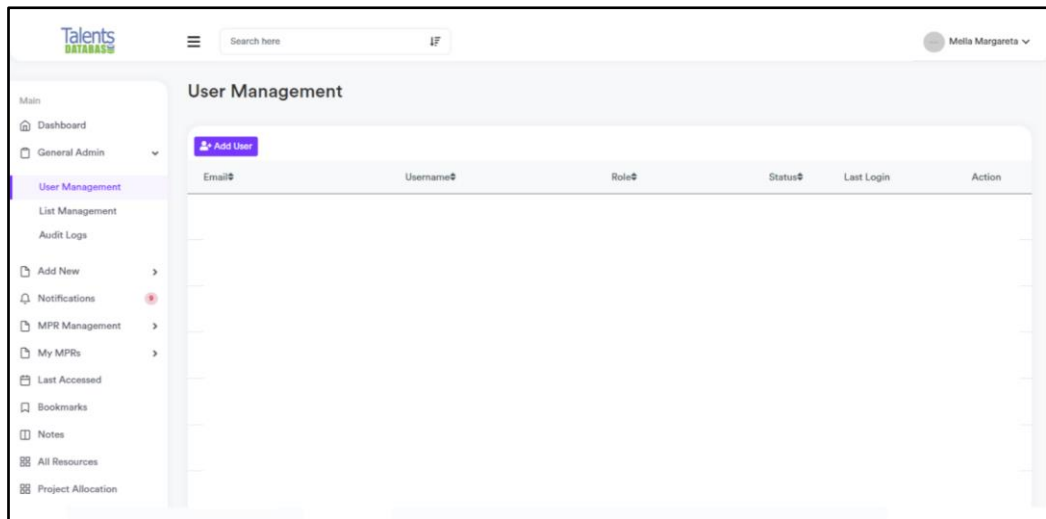 Talents
DATABASE
Search here
Mella Margareta
Main
Dashboard
General Admin
User Management
List Management
Audit Logs
Add New
Notifications 9
MPR Management
My MPRs
Last Accessed
Bookmarks
Notes
All Resources
Project Allocation
User Management
Add User
Email Username Role Status Last Login Action